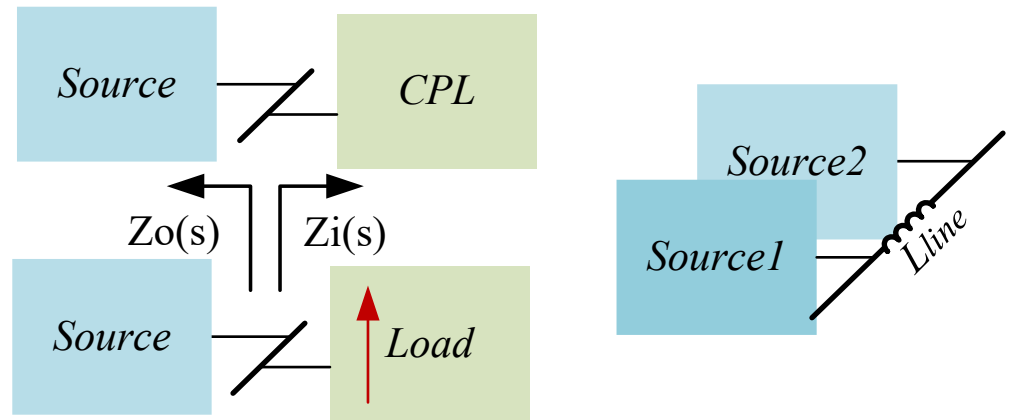 Source
CPL
Zo(s)
Zi(s)
Source
Load
Source2
Source1
Lline